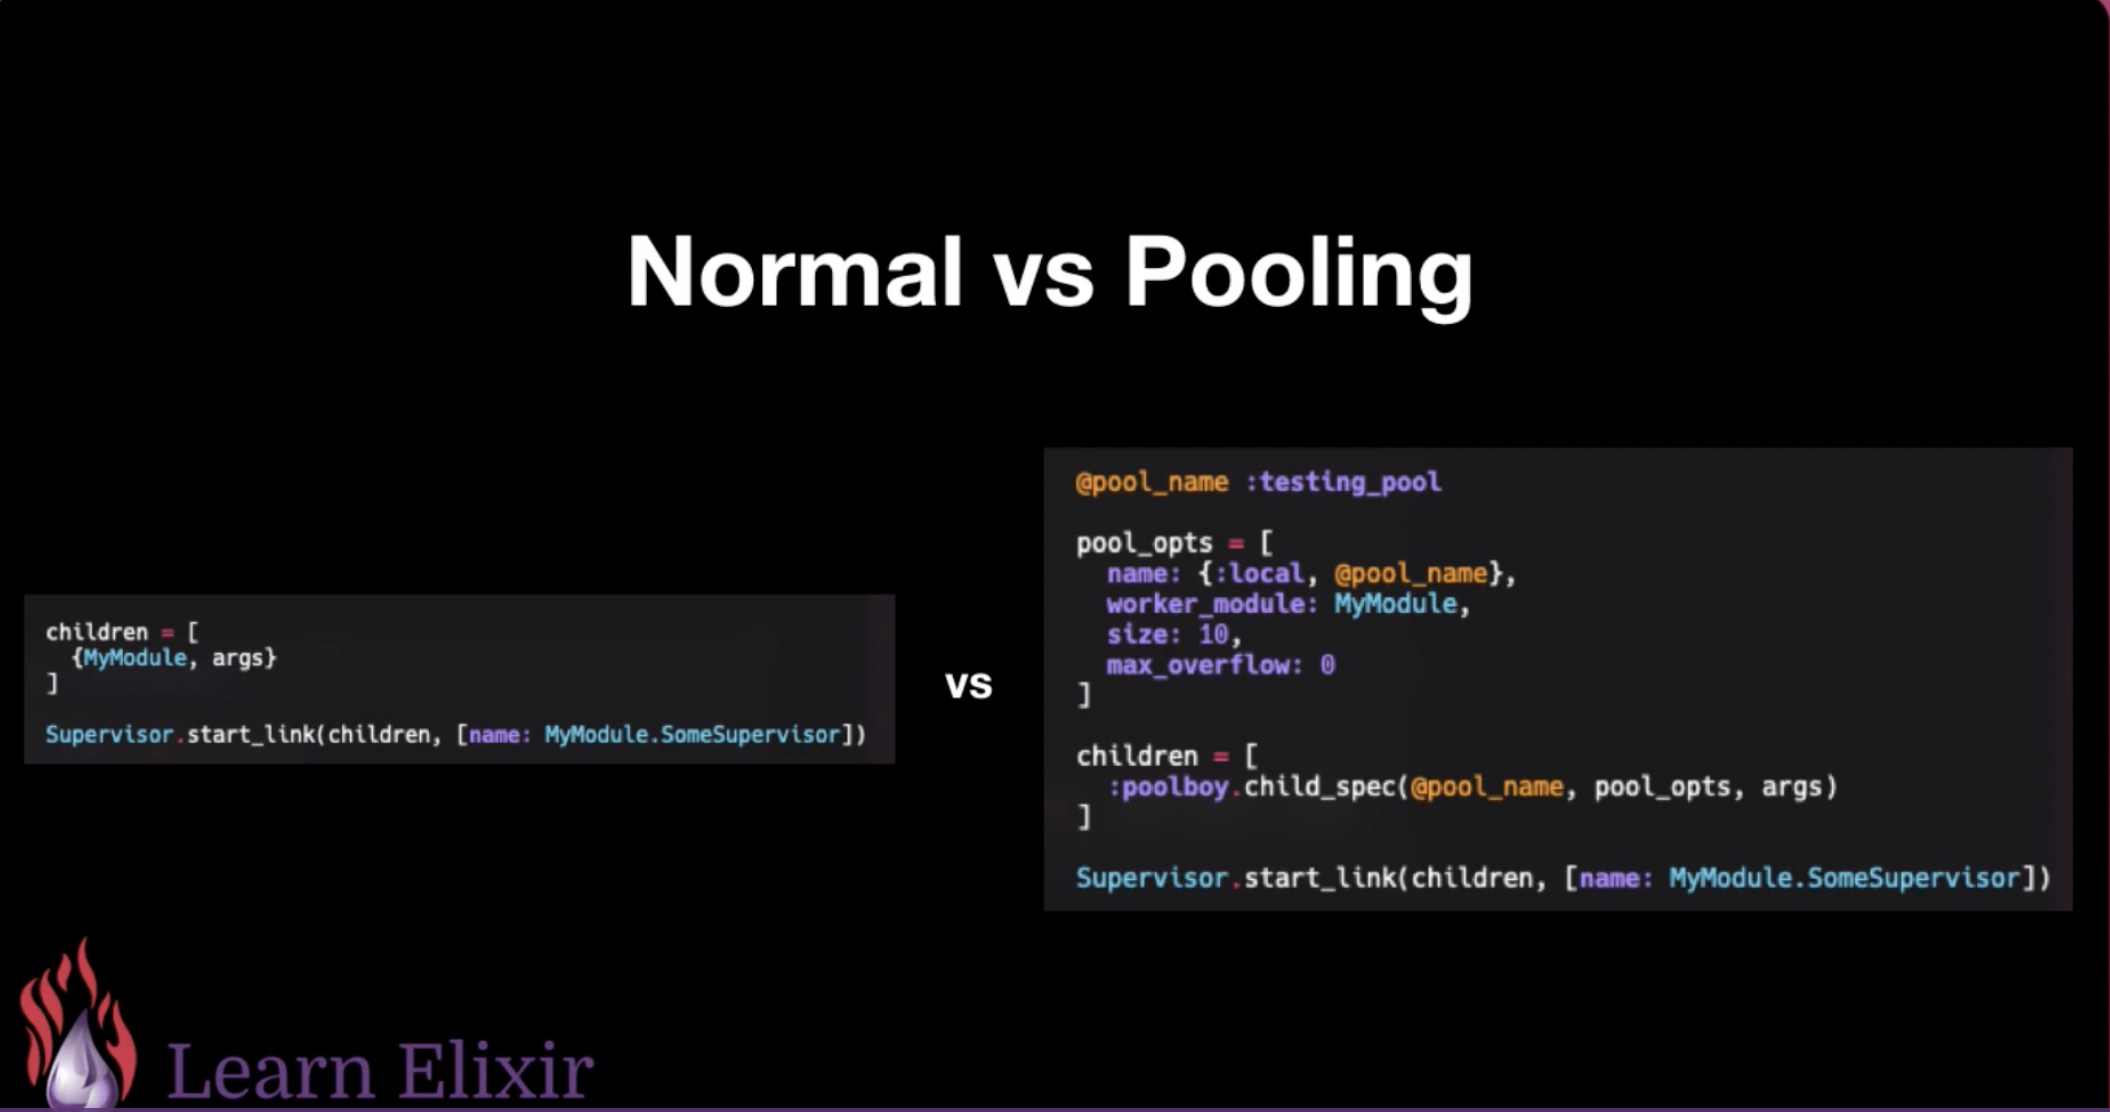 Normal vs Pooling
children = [
  {MyModule, args}
]
Supervisor.start_link(children, [name: MyModule.SomeSupervisor])
vs
@pool_name :testing_pool
pool_opts = [
  name: {:local, @pool_name},
  worker_module: MyModule,
  size: 10,
  max_overflow: 0
]
children = [
  :poolboy.child_spec(@pool_name, pool_opts, args)
]
Supervisor.start_link(children, [name: MyModule.SomeSupervisor])
Learn Elixir